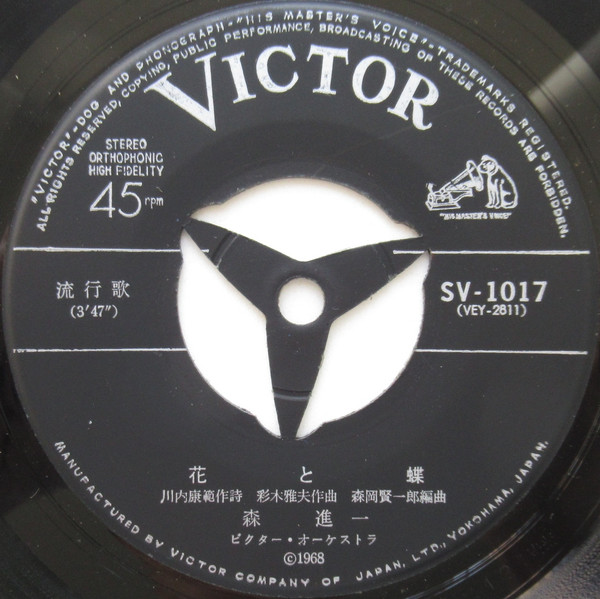 "VICTOR"-DOG AND PHONOGRAPH-"HIS MASTER'S VOICE"-TRADEMARKS REGISTERED.
ALL RIGHTS RESERVED, COPYING, PUBLIC PERFORMANCE, BROADCASTING OF THESE RECORDS ARE FORBIDDEN.
VICTOR
STEREO
ORTHOPHONIC
HIGH FIDELITY
45 rpm
"HIS MASTER'S VOICE"
流行歌
(3'47")
SV-1017
(VEY-2811)
花と蝶
川内康範作詩 彩木雅夫作曲 森岡賢一郎編曲
森進一
ビクター・オーケストラ
©1968
MANUFACTURED BY VICTOR COMPANY OF JAPAN, LTD., YOKOHAMA, JAPAN.